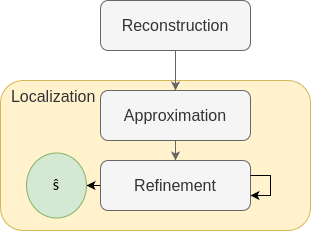 Reconstruction
Localization
Approximation
ŝ
Refinement